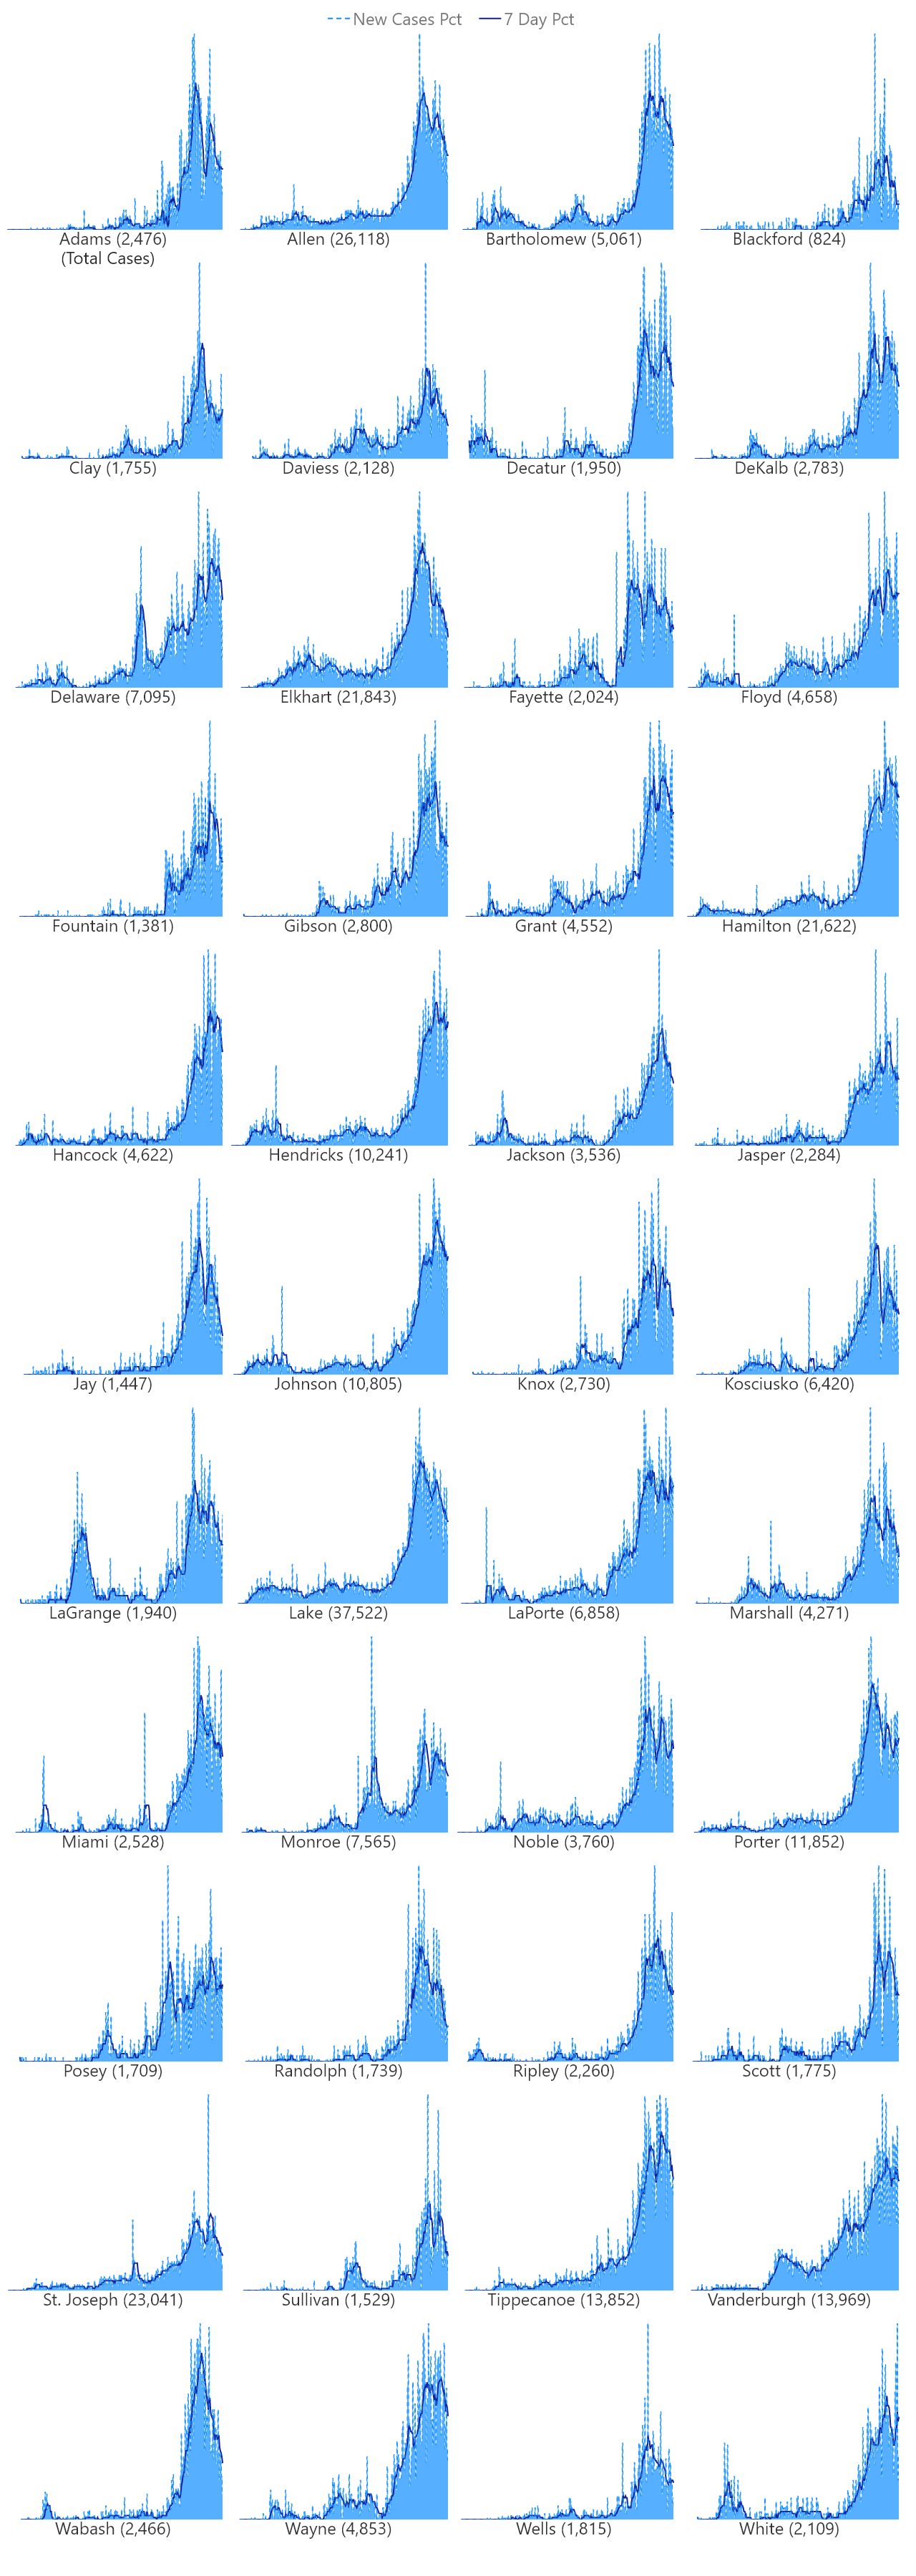 New Cases Pct 7 Day Pct
Adams (2,476) Allen (26,118) Bartholomew (5,061) Blackford (824)
(Total Cases)
Clay (1,755) Daviess (2,128) Decatur (1,950) DeKalb (2,783)
Delaware (7,095) Elkhart (21,843) Fayette (2,024) Floyd (4,658)
Fountain (1,381) Gibson (2,800) Grant (4,552) Hamilton (21,622)
Hancock (4,622) Hendricks (10,241) Jackson (3,536) Jasper (2,284)
Jay (1,447) Johnson (10,805) Knox (2,730) Kosciusko (6,420)
LaGrange (1,940) Lake (37,522) LaPorte (6,858) Marshall (4,271)
Miami (2,528) Monroe (7,565) Noble (3,760) Porter (11,852)
Posey (1,709) Randolph (1,739) Ripley (2,260) Scott (1,775)
St. Joseph (23,041) Sullivan (1,529) Tippecanoe (13,852) Vanderburgh (13,969)
Wabash (2,466) Wayne (4,853) Wells (1,815) White (2,109)